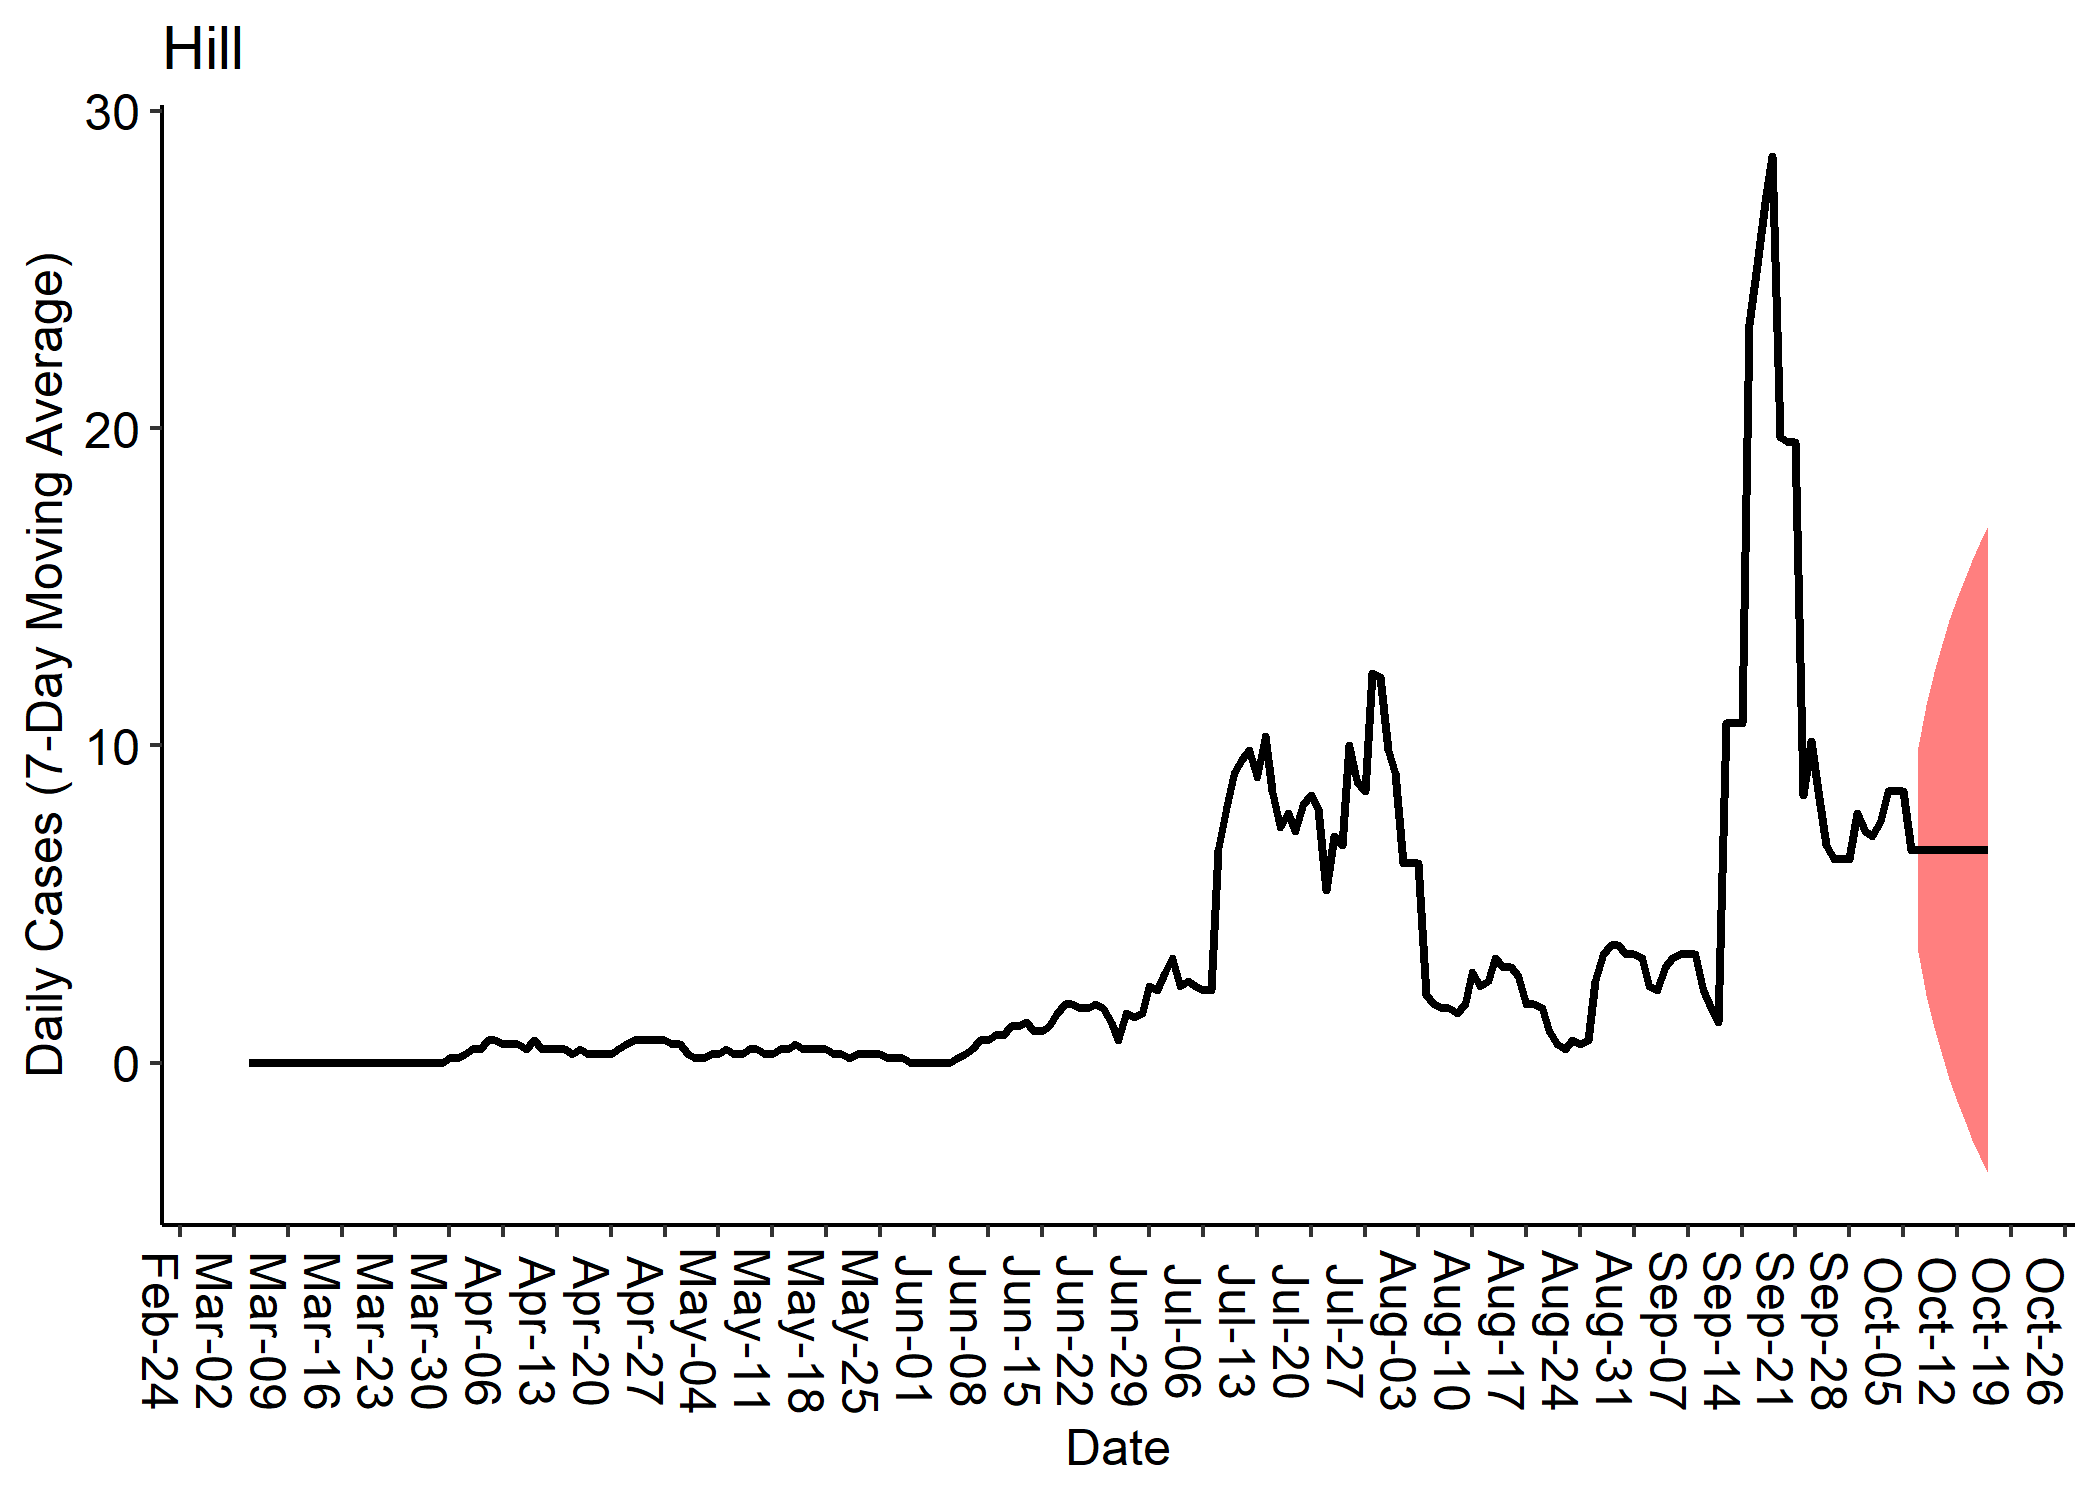 Hill
Daily Cases (7-Day Moving Average)
30
20
10
0
Feb-24
Mar-02
Mar-09
Mar-16
Mar-23
Mar-30
Apr-06
Apr-13
Apr-20
Apr-27
May-04
May-11
May-18
May-25
Jun-01
Jun-08
Jun-15
Jun-22
Jun-29
Jul-06
Jul-13
Jul-20
Jul-27
Aug-03
Aug-10
Aug-17
Aug-24
Aug-31
Sep-07
Sep-14
Sep-21
Sep-28
Oct-05
Oct-12
Oct-19
Oct-26
Date